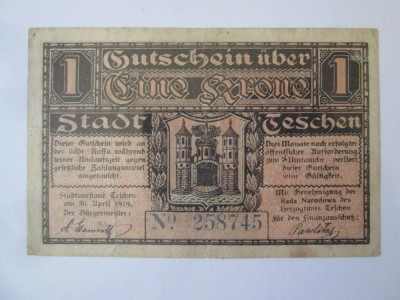 Gutschein über
1 Eine Krone 1
Stadt Teschen
Dieser Gutschein wird an
der städt. Kassa während
seiner Umlaufszeit gegen
gesetzliche Zahlungsmittel
umgetauscht.
Stadtvorstand Teschen
am 30. April 1919.
Der Bürgermeister:
Drei Monate nach erfolgter
öffentlicher Aufforderung
zum Umtausche verliert
dieser Gutschein
seine Gültigkeit.
Mit Genehmigung des
Rada Narodowa des
Herzogtums Teschen
Für den Finanzausschuß:
No. 258745